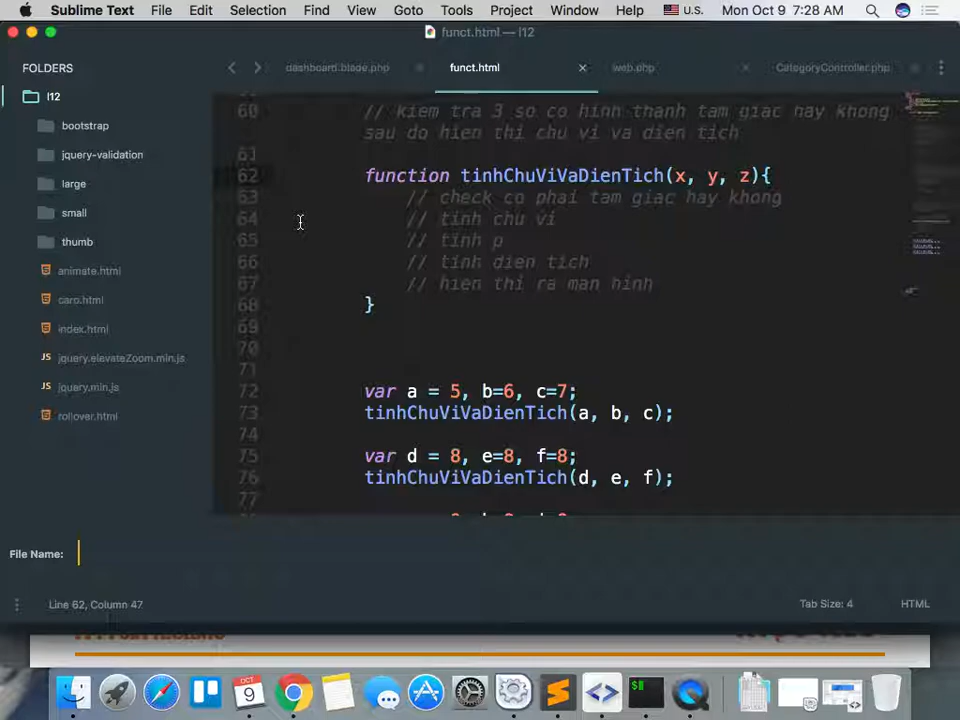 Sublime Text File Edit Selection Find View Goto Tools Project Window Help U.S. Mon Oct 9 7:28 AM
funct.html — l12
FOLDERS
dashboard.blade.php
funct.html
web.php
CategoryController.php
l12
bootstrap
jquery-validation
large
small
thumb
animate.html
caro.html
index.html
JS jquery.elevateZoom.min.js
JS jquery.min.js
rollover.html
60 // kiem tra 3 so co hinh thanh tam giac hay khong
sau do hien thi chu vi va dien tich
61
62 function tinhChuViVaDienTich(x, y, z){
63 // check co phai tam giac hay khong
64 // tinh chu vi
65 // tinh p
66 // tinh dien tich
67 // hien thi ra man hinh
68 }
69
70
71
72 var a = 5, b=6, c=7;
73 tinhChuViVaDienTich(a, b, c);
74
75 var d = 8, e=8, f=8;
76 tinhChuViVaDienTich(d, e, f);
77
File Name:
Line 62, Column 47
Tab Size: 4
HTML
OCT
9